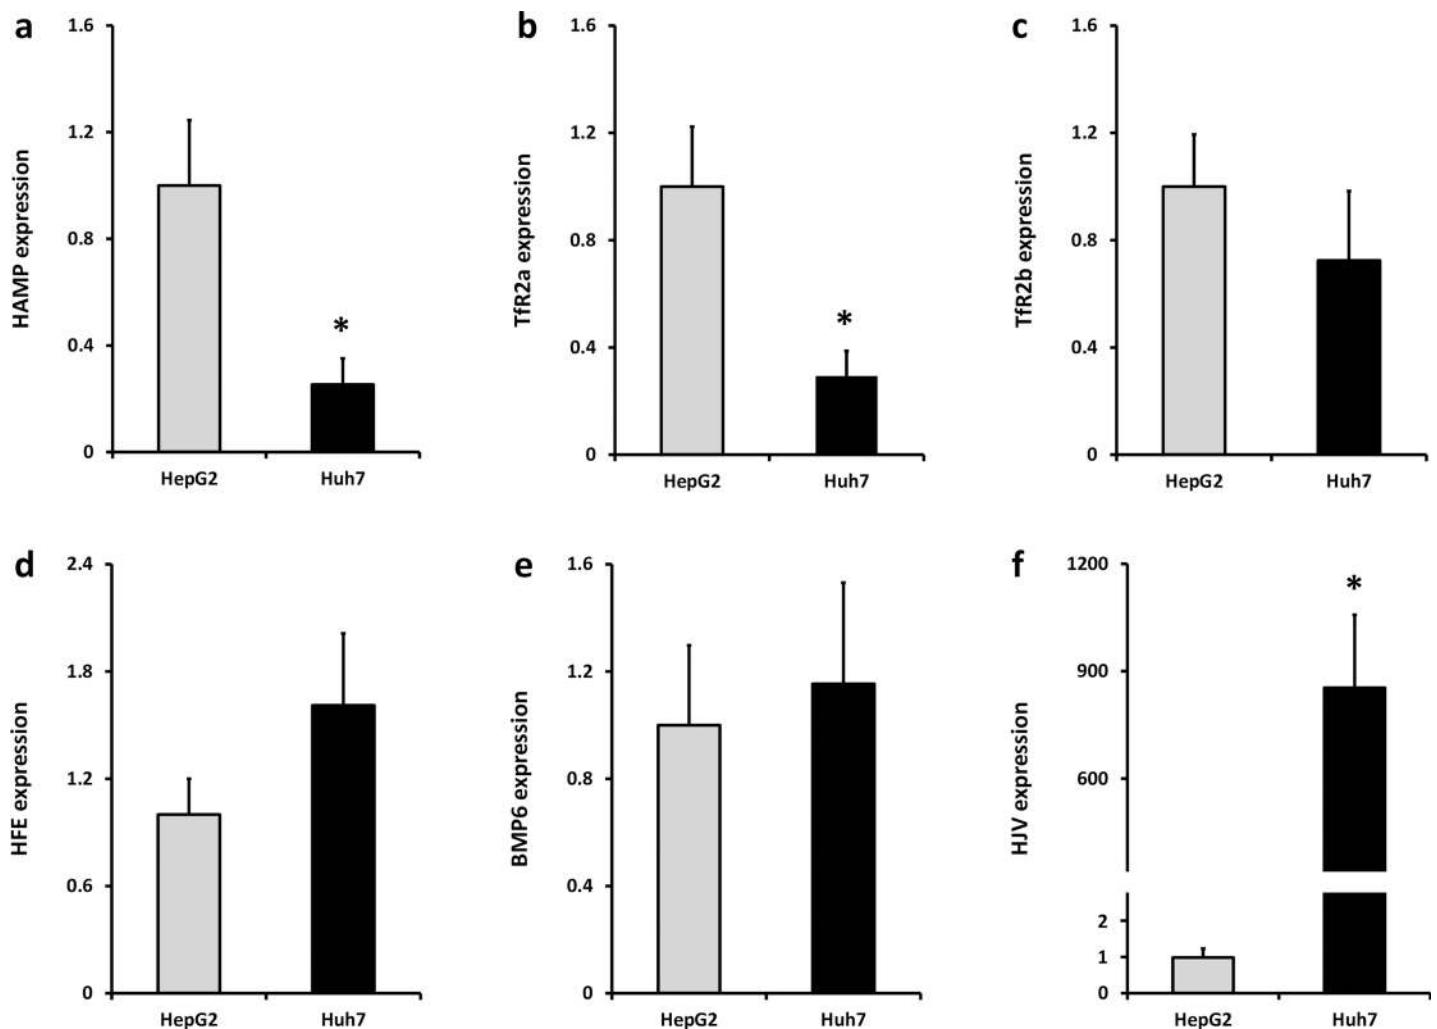 a
HAMP expression
1.6
1.2
0.8
0.4
0
*
HepG2
Huh7
b
TfR2a expression
1.6
1.2
0.8
0.4
0
*
HepG2
Huh7
c
TfR2b expression
1.6
1.2
0.8
0.4
0
HepG2
Huh7
d
HFE expression
2.4
1.8
1.2
0.6
0
HepG2
Huh7
e
BMP6 expression
1.6
1.2
0.8
0.4
0
HepG2
Huh7
f
HJV expression
1200
900
600
2
1
0
*
HepG2
Huh7